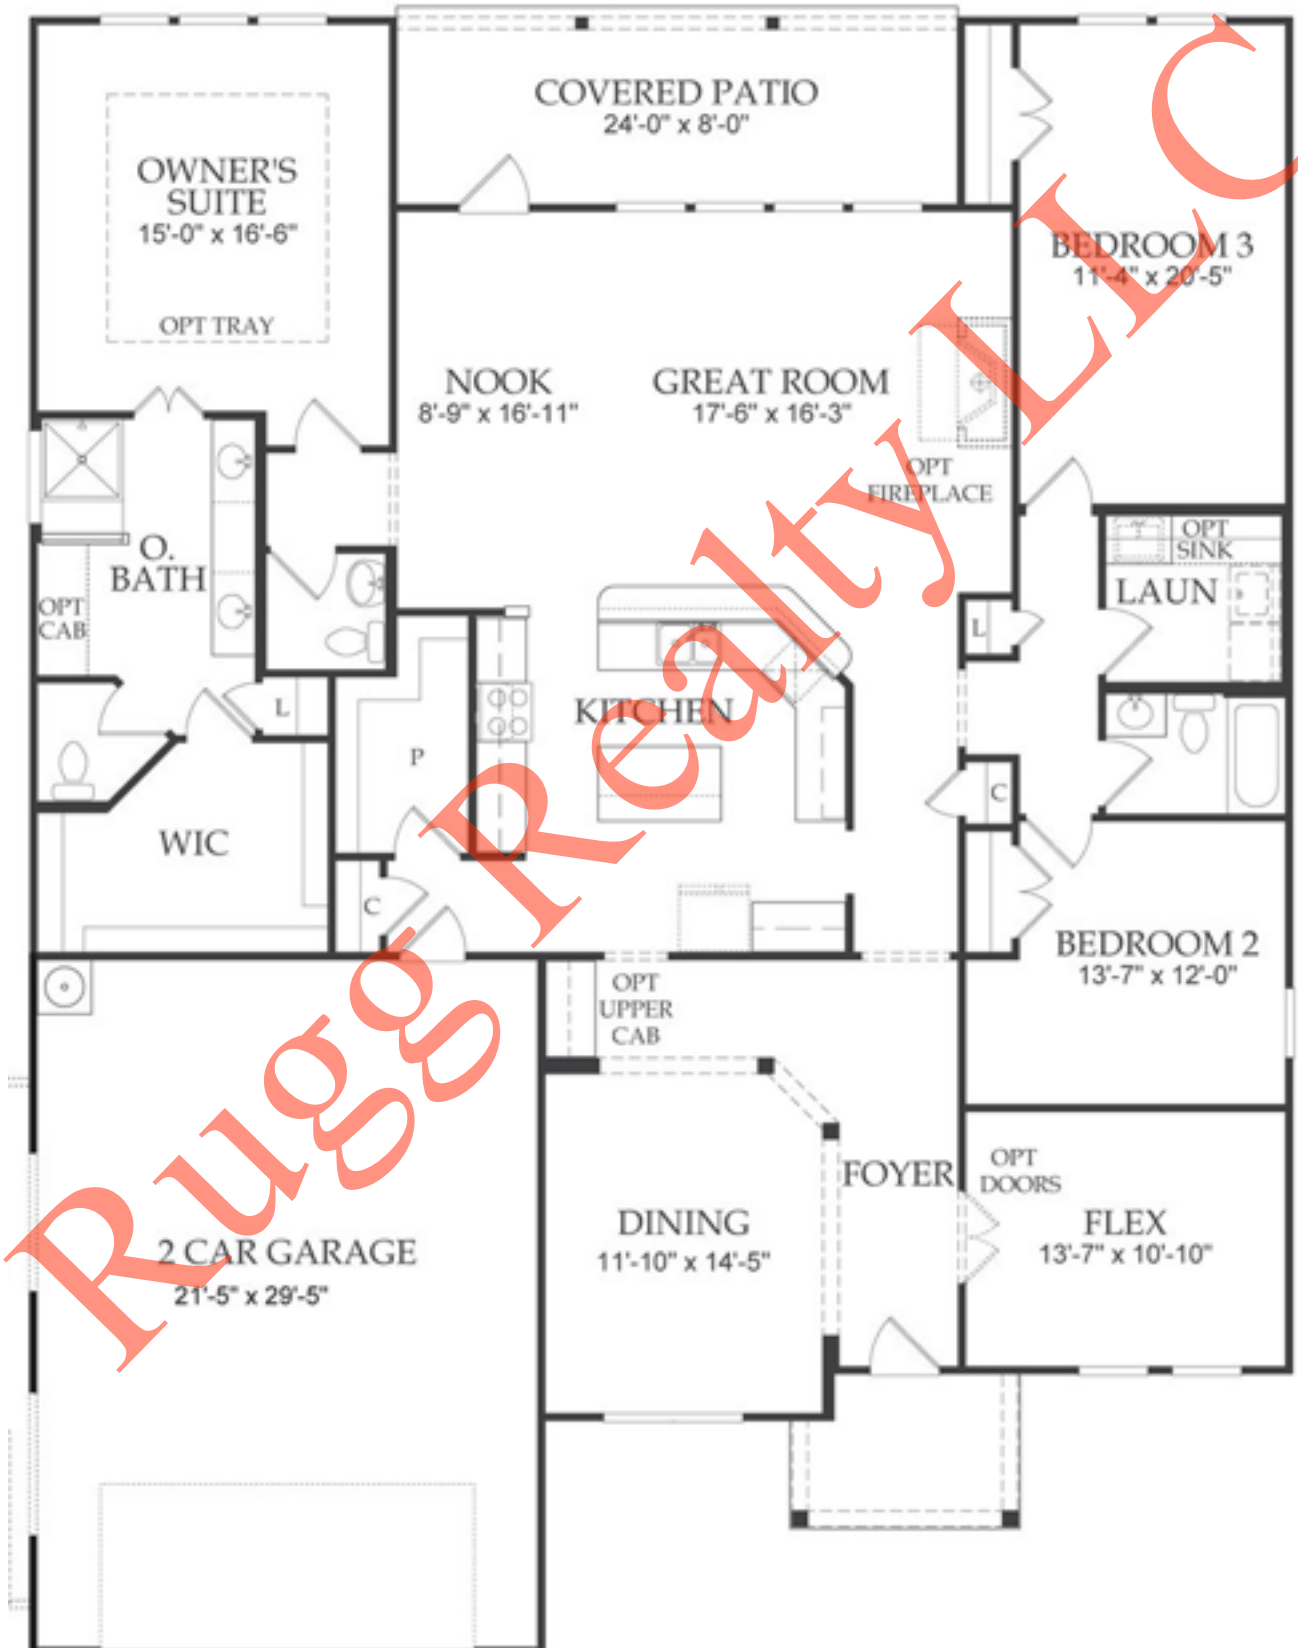 COVERED PATIO
24'-0" x 8'-0"
OWNER'S
SUITE
15'-0" x 16'-6"
OPT TRAY
BEDROOM 3
11'-4" x 20'-5"
NOOK
8'-9" x 16'-11"
GREAT ROOM
17'-6" x 16'-3"
OPT
FIREPLACE
O.
BATH
OPT
CAB
OPT
SINK
LAUN
L
L
KITCHEN
P
C
WIC
C
BEDROOM 2
13'-7" x 12'-0"
OPT
UPPER
CAB
FOYER
OPT
DOORS
DINING
11'-10" x 14'-5"
FLEX
13'-7" x 10'-10"
2 CAR GARAGE
21'-5" x 29'-5"
Rugg Realty LLC